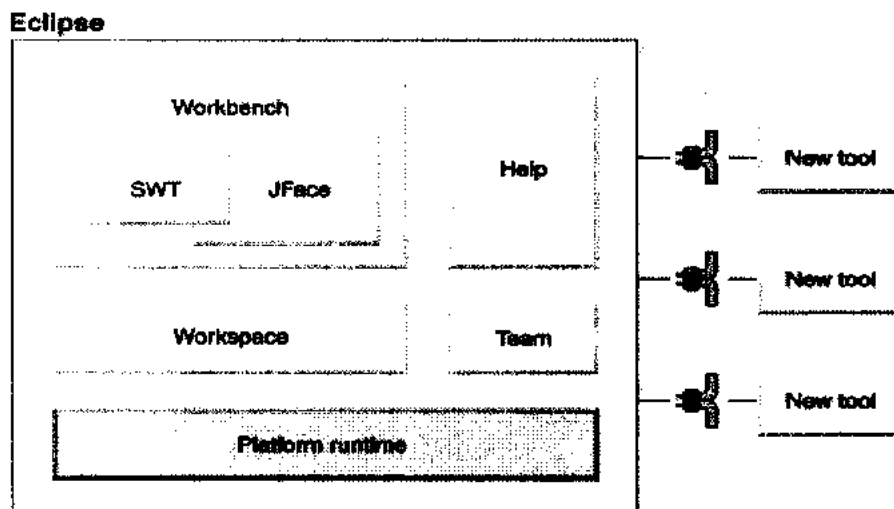 Eclipse
Workbench
SWT
JFace
Help
Workspace
Team
Platform runtime
New tool
New tool
New tool